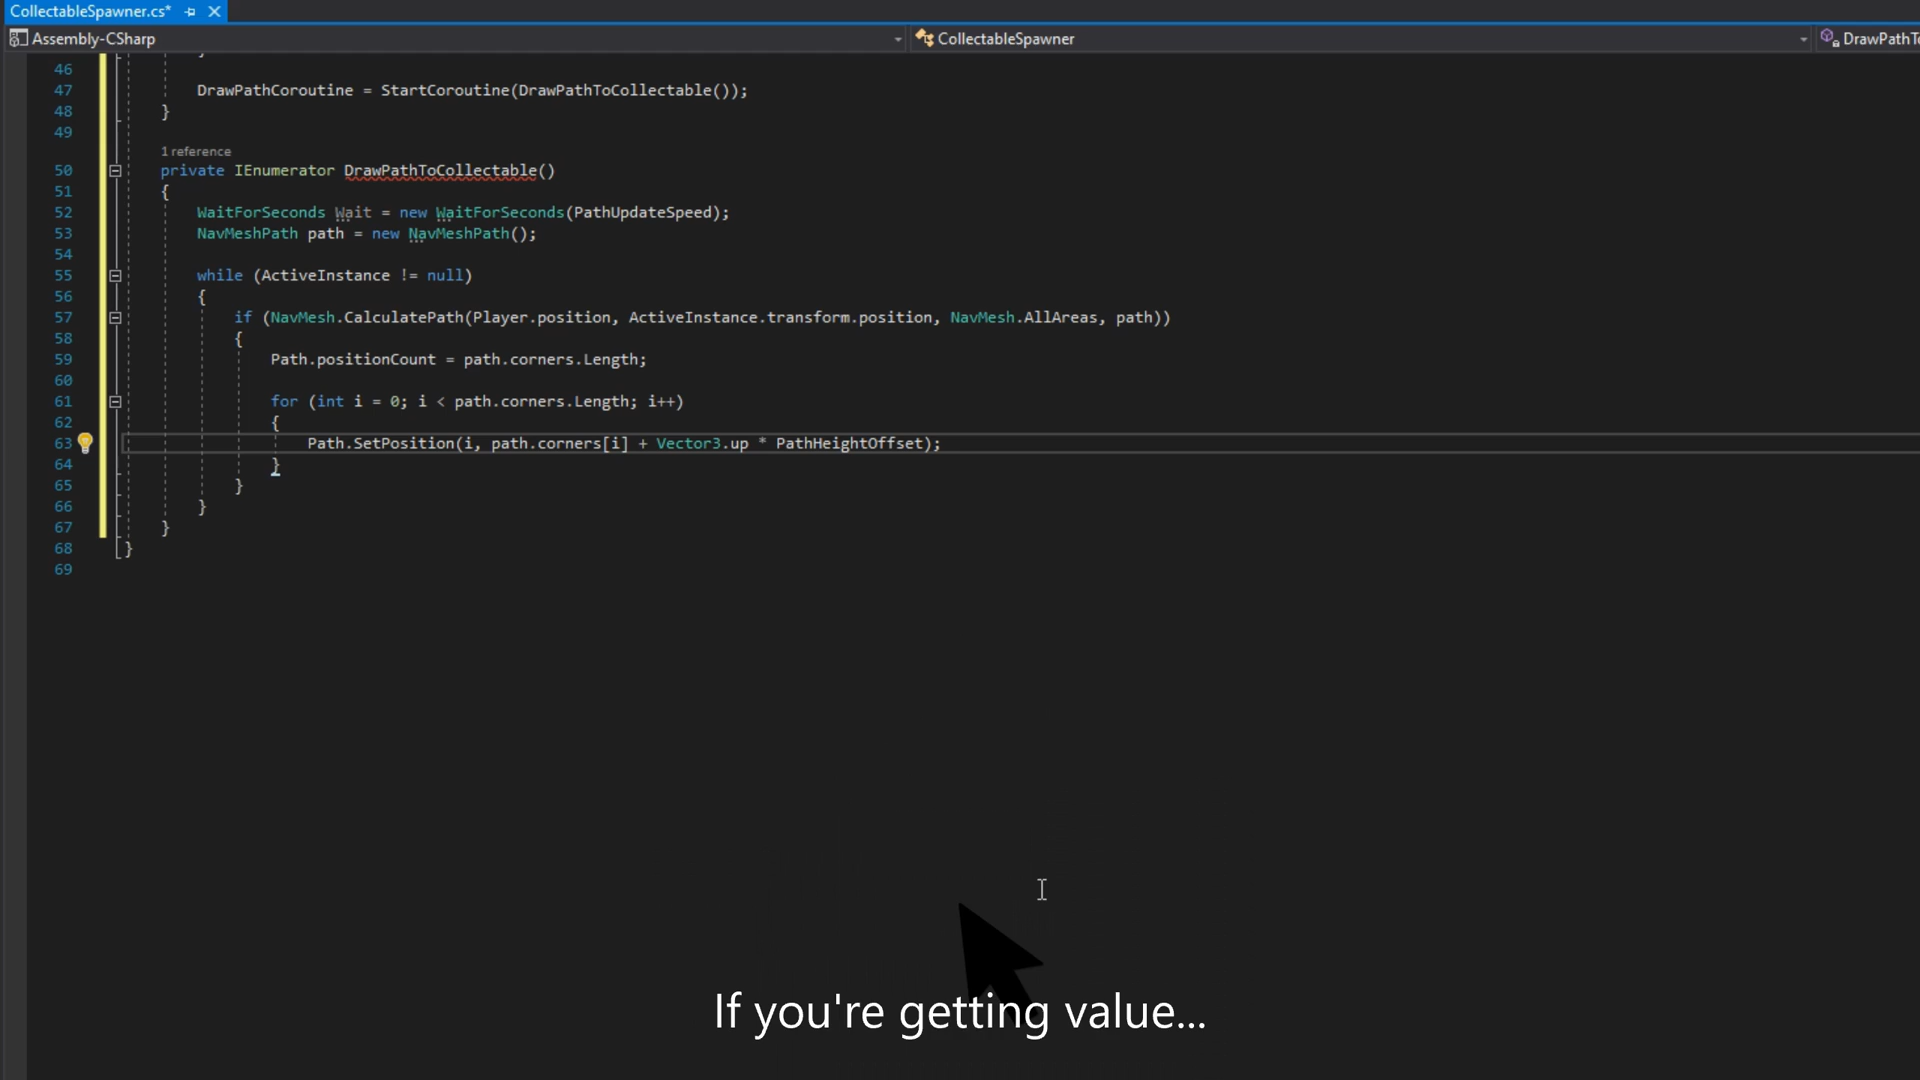 CollectableSpawner.cs*
Assembly-CSharp CollectableSpawner DrawPathTo
46
47 DrawPathCoroutine = StartCoroutine(DrawPathToCollectable());
48 }
49
1 reference
50 private IEnumerator DrawPathToCollectable()
51 {
52 WaitForSeconds Wait = new WaitForSeconds(PathUpdateSpeed);
53 NavMeshPath path = new NavMeshPath();
54
55 while (ActiveInstance != null)
56 {
57 if (NavMesh.CalculatePath(Player.position, ActiveInstance.transform.position, NavMesh.AllAreas, path))
58 {
59 Path.positionCount = path.corners.Length;
60
61 for (int i = 0; i < path.corners.Length; i++)
62 {
63 Path.SetPosition(i, path.corners[i] + Vector3.up * PathHeightOffset);
64 }
65 }
66 }
67 }
68 }
69
If you're getting value...